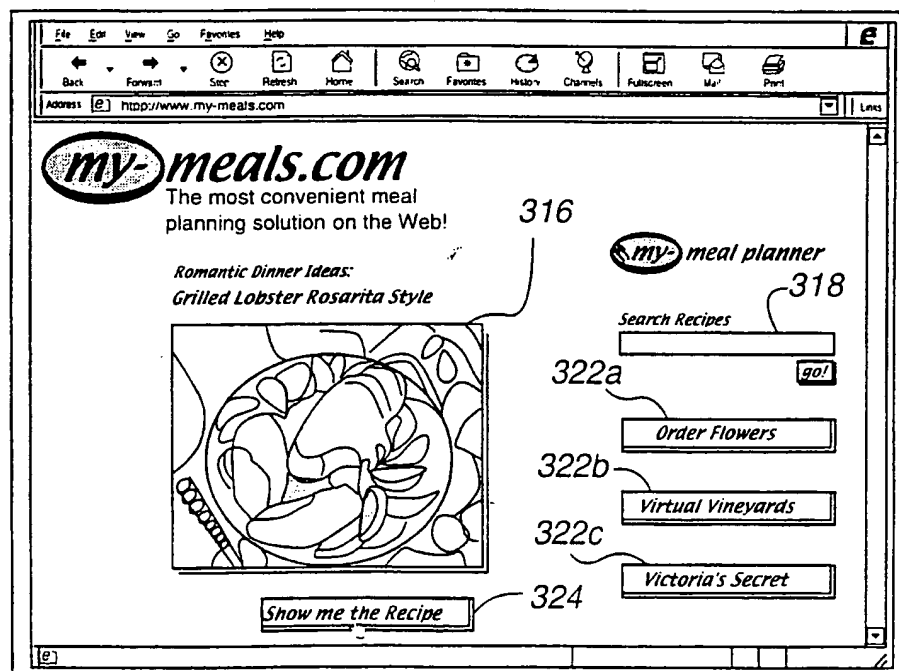 File Edit View Go Favorites Help
Back Forward Stop Refresh Home Search Favorites History Channels Fullscreen Mail Print
Address htpp://www.my-meals.com Links
my-meals.com
The most convenient meal
planning solution on the Web!
316
my- meal planner
Romantic Dinner Ideas:
318
Grilled Lobster Rosarita Style
Search Recipes
go!
322a
Order Flowers
322b
Virtual Vineyards
322c
Victoria's Secret
324
Show me the Recipe